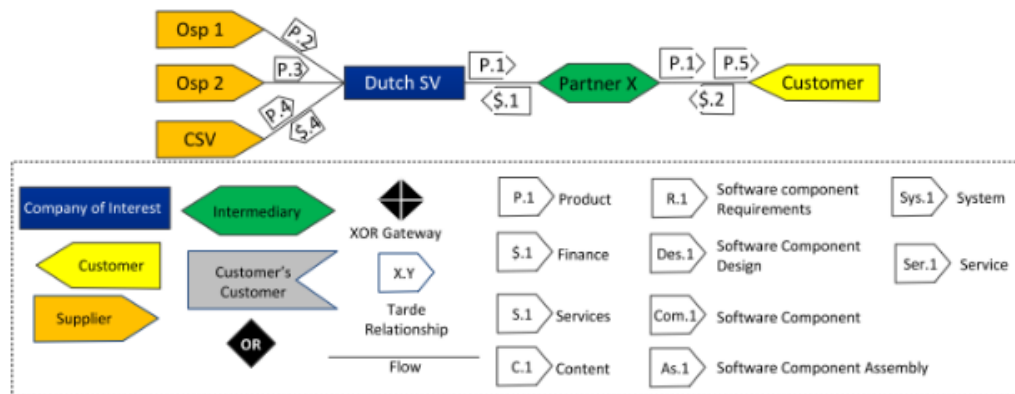 Osp 1
P.2
Osp 2
P.3
Dutch SV
P.1
$.1
Partner X
P.1
P.5
$.2
Customer
CSV
P.4
$.4
Company of Interest
Intermediary
XOR Gateway
Customer
Customer's
Customer
X.Y
Tarde
Relationship
Supplier
OR
Flow
P.1 Product
$.1 Finance
S.1 Services
C.1 Content
R.1 Software component
Requirements
Des.1 Software Component
Design
Com.1 Software Component
As.1 Software Component Assembly
Sys.1 System
Ser.1 Service